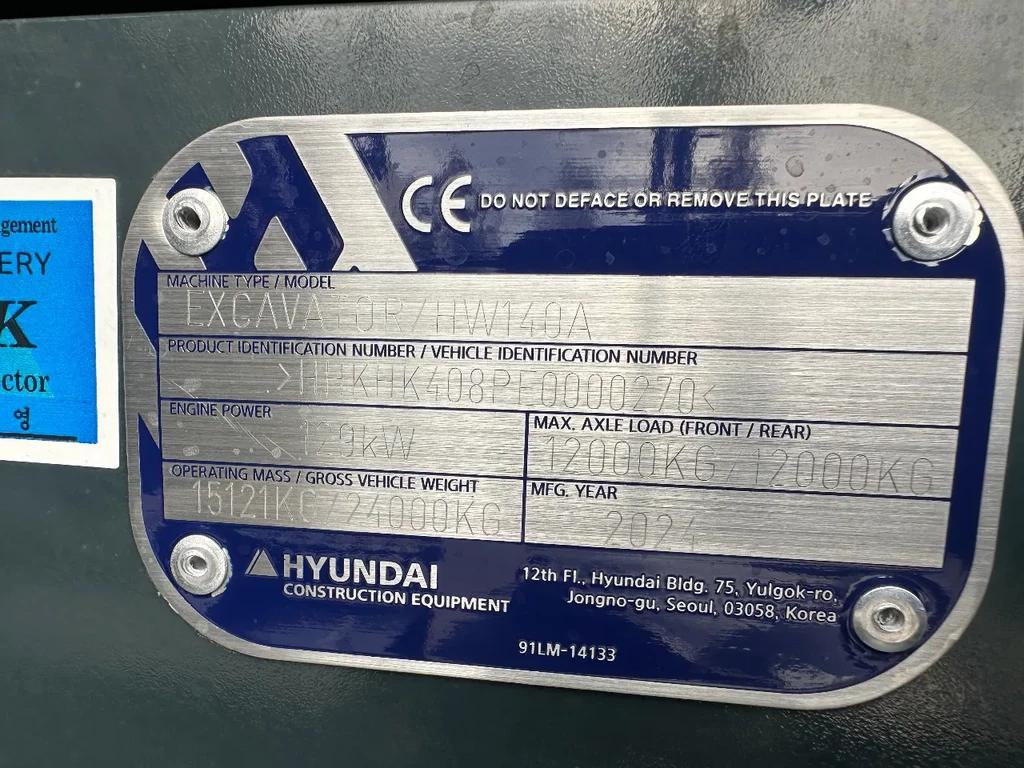 gement
ERY
K
ctor
CE DO NOT DEFACE OR REMOVE THIS PLATE
MACHINE TYPE / MODEL
EXCAVATOR/HW140A
PRODUCT IDENTIFICATION NUMBER / VEHICLE IDENTIFICATION NUMBER
>HHKHK408PE0000270<
ENGINE POWER
129kW
MAX. AXLE LOAD (FRONT / REAR)
12000KG/12000KG
OPERATING MASS / GROSS VEHICLE WEIGHT
15121KG/24000KG
MFG. YEAR
2024
HYUNDAI
CONSTRUCTION EQUIPMENT
12th Fl., Hyundai Bldg. 75, Yulgok-ro,
Jongno-gu, Seoul, 03058, Korea
91LM-14133